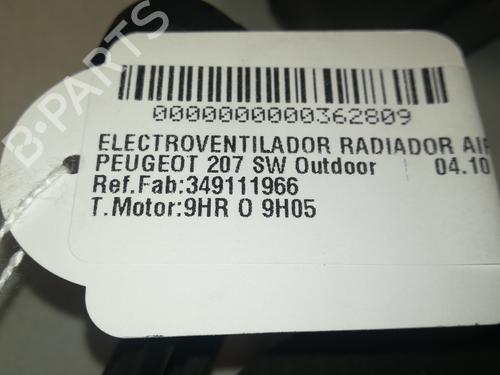 0000000000362809
ELECTROVENTILADOR RADIADOR AI
PEUGEOT 207 SW Outdoor 04.10
Ref.Fab:349111966
T.Motor:9HR O 9H05
B-PARTS